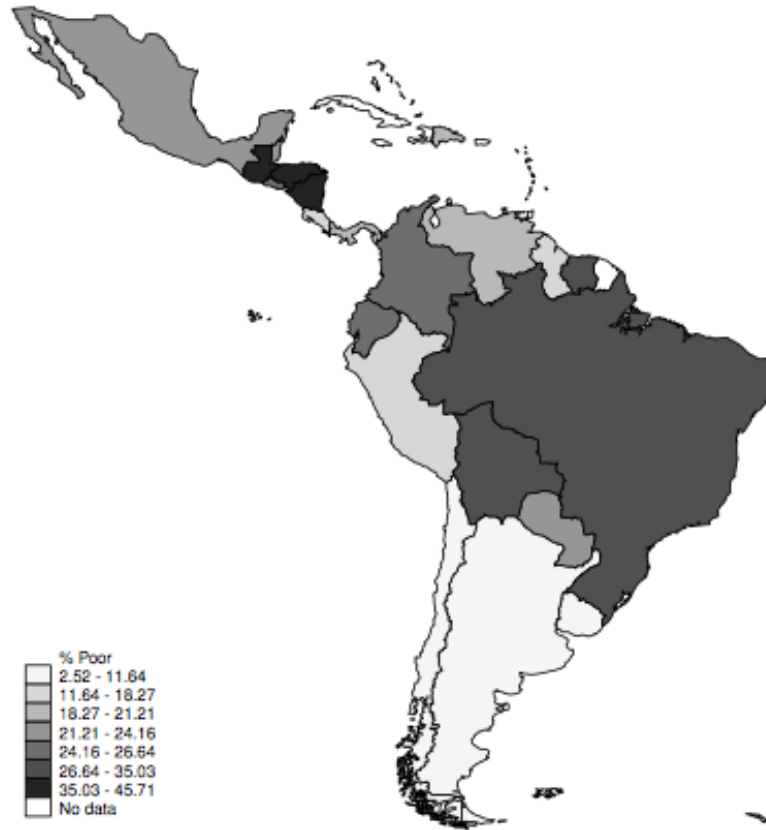 % Poor
2.52 - 11.64
11.64 - 18.27
18.27 - 21.21
21.21 - 24.16
24.16 - 26.64
26.64 - 35.03
35.03 - 45.71
No data